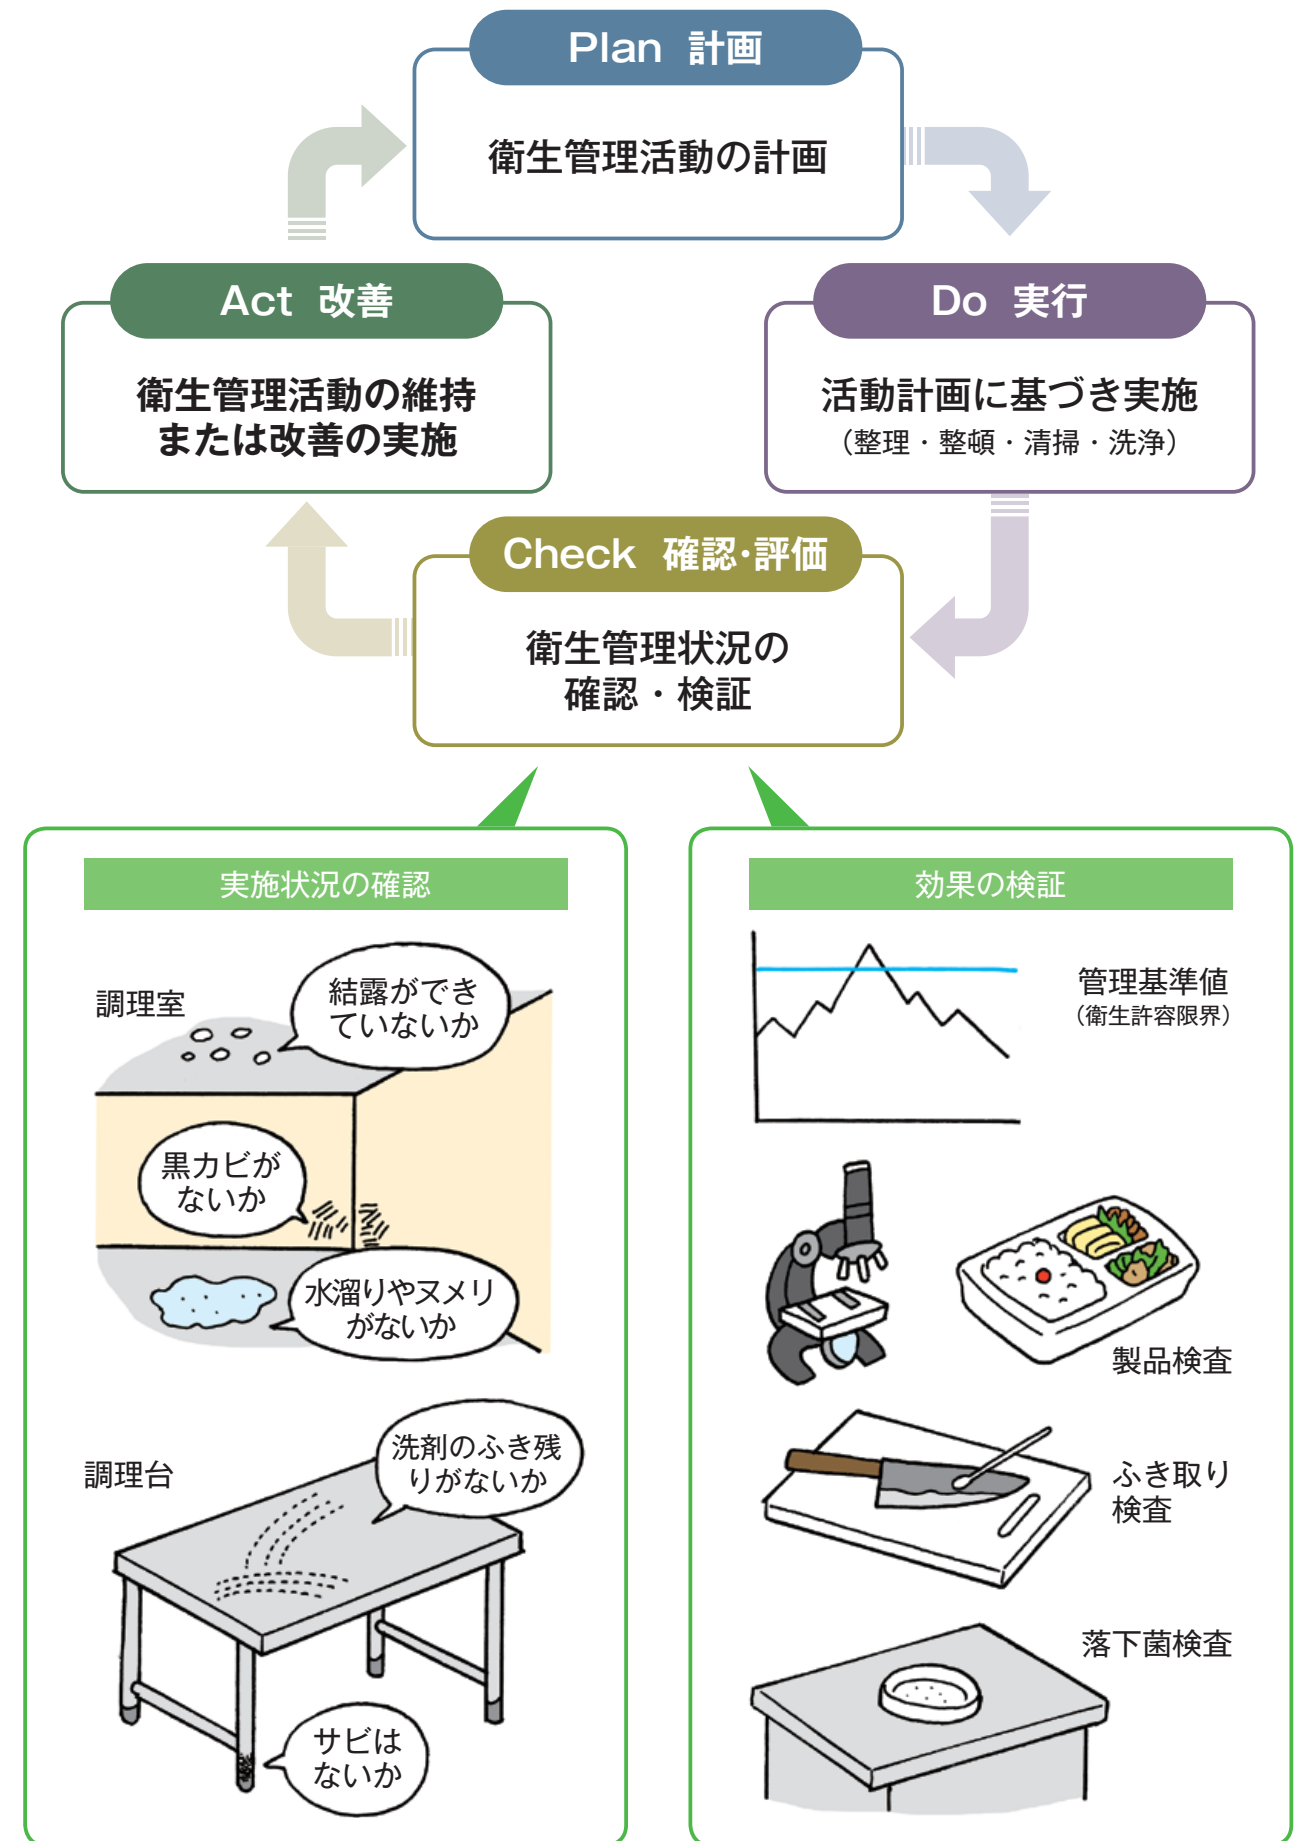 Plan 計画
衛生管理活動の計画
Act 改善
衛生管理活動の維持
または改善の実施
Do 実行
活動計画に基づき実施
（整理・整頓・清掃・洗浄）
Check 確認･評価
衛生管理状況の
確認・検証
実施状況の確認
調理室
結露ができ
ていないか
黒カビが
ないか
水溜りやヌメリ
がないか
調理台
洗剤のふき残
りがないか
サビは
ないか
効果の検証
管理基準値
（衛生許容限界）
製品検査
ふき取り
検査
落下菌検査